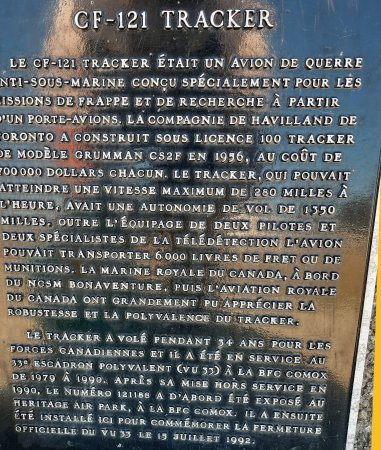 CF-121 TRACKER
LE CF-121 TRACKER ÉTAIT UN AVION DE QUERRE
NTI-SOUS-MARINE CONÇU SPÉCIALEMENT POUR LES
ISSIONS DE FRAPPE ET DE RECHERCHE À PARTIR
D'UN PORTE-AVIONS. LA COMPAGNIE DE HAVILLAND DE
TORONTO A CONSTRUIT SOUS LICENCE 100 TRACKER
DE MODÈLE GRUMMAN CS2F EN 1956, AU COÛT DE
700 000 DOLLARS CHACUN. LE TRACKER, QUI POUVAIT
ATTEINDRE UNE VITESSE MAXIMUM DE 280 MILLES À
L'HEURE, AVAIT UNE AUTONOMIE DE VOL DE 1 350
MILLES, OUTRE L'ÉQUIPAGE DE DEUX PILOTES ET
DEUX SPÉCIALISTES DE LA TÉLÉDÉTECTION L'AVION
POUVAIT TRANSPORTER 6 000 LIVRES DE FRET OU DE
MUNITIONS. LA MARINE ROYALE DU CANADA, À BORD
DU NCSM BONAVENTURE, PUIS L'AVIATION ROYALE
DU CANADA ONT GRANDEMENT PU APPRÉCIER LA
ROBUSTESSE ET LA POLYVALENCE DU TRACKER.
LE TRACKER A VOLÉ PENDANT 34 ANS POUR LES
FORCES CANADIENNES ET IL A ÉTÉ EN SERVICE AU
33e ESCADRON POLYVALENT (VU 33) À LA BFC COMOX
DE 1979 À 1990. APRÈS SA MISE HORS SERVICE EN
1990, LE NUMÉRO 121188 A D'ABORD ÉTÉ EXPOSÉ AU
HERITAGE AIR PARK, À LA BFC COMOX. IL A ENSUITE
ÉTÉ INSTALLÉ ICI POUR COMMÉMORER LA FERMETURE
OFFICIELLE DU VU 33 LE 15 JUILLET 1992.